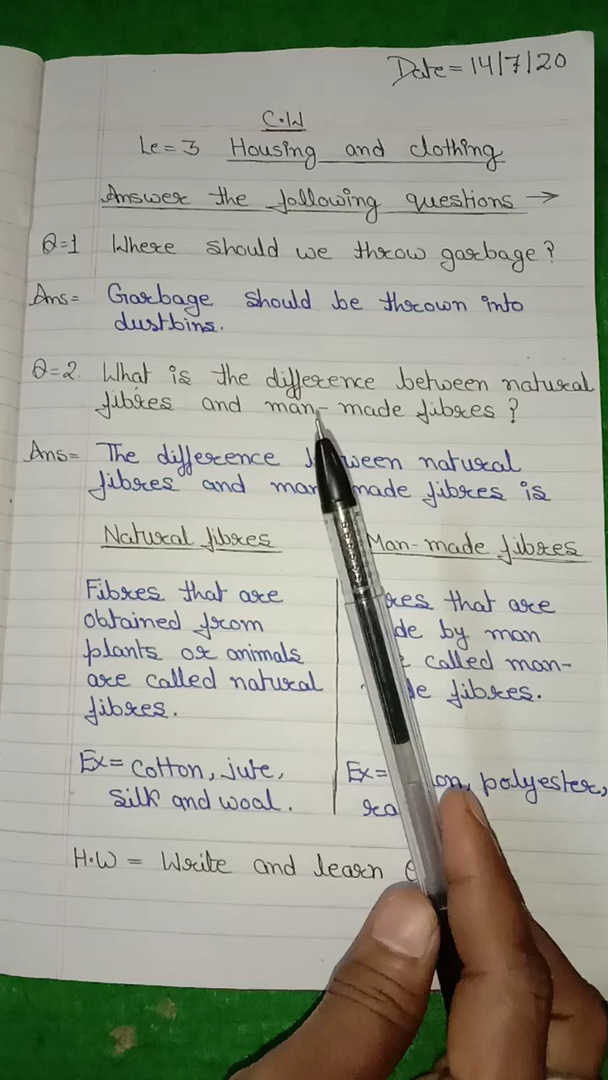 Date = 14/7/20
C.W
Le = 3 Housing and clothing
Answer the following questions →
Q=1 Where should we throw garbage?
Ans= Garbage should be thrown into
dustbins.
Q=2. What is the difference between natural
fibres and man-made fibres?
Ans= The difference between natural
fibres and man made fibres is
Natural fibres Man-made fibres
Fibres that are
obtained from
plants or animals
are called natural
fibres.
Ex= Cotton, jute,
Silk and woal.
that are
by man
called man-
fibres.
Ex= polyester,
H.W = Write and learn